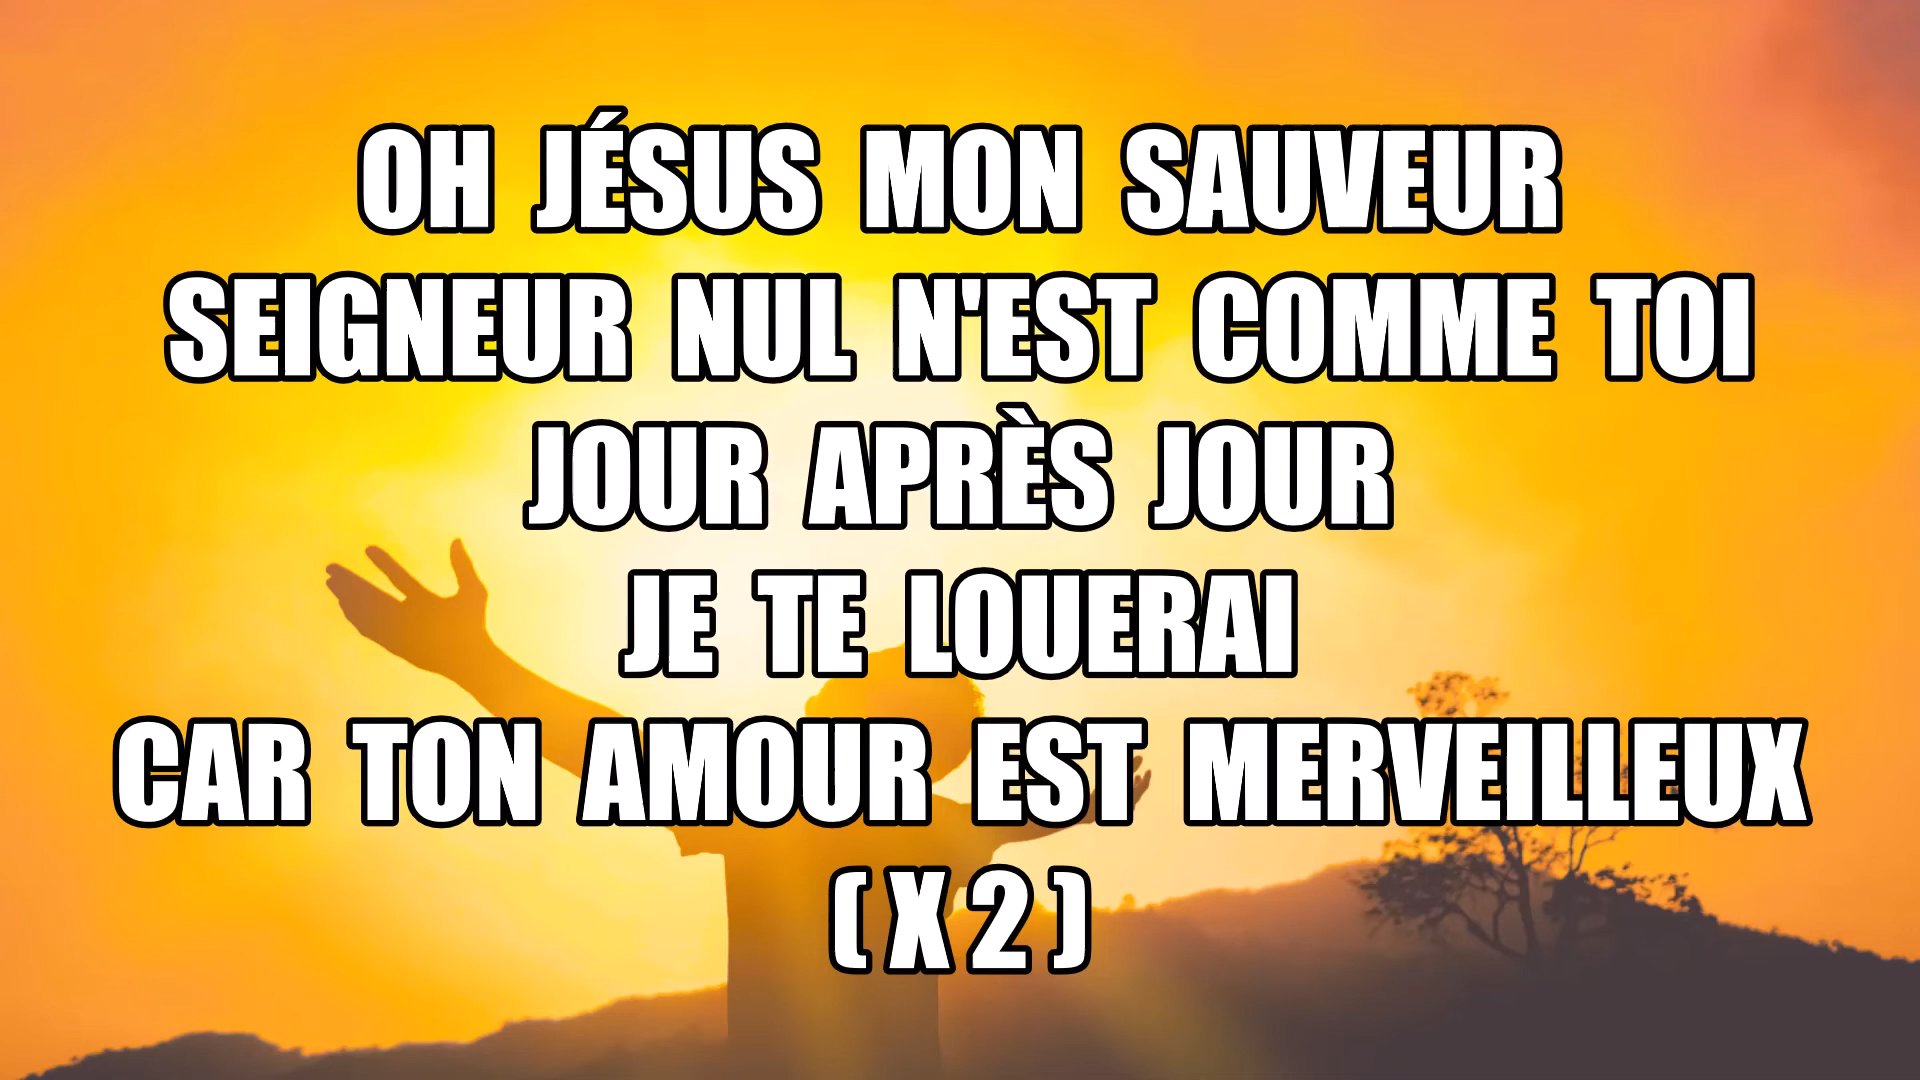 OH JÉSUS MON SAUVEUR
SEIGNEUR NUL N'EST COMME TOI
JOUR APRÈS JOUR
JE TE LOUERAI
CAR TON AMOUR EST MERVEILLEUX
(X2)